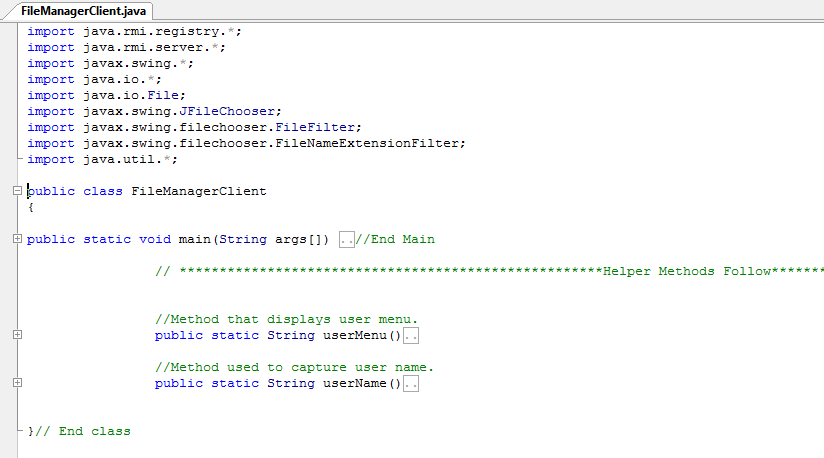 FileManagerClient.java
import java.rmi.registry.*;
import java.rmi.server.*;
import javax.swing.*;
import java.io.*;
import java.io.File;
import javax.swing.JFileChooser;
import javax.swing.filechooser.FileFilter;
import javax.swing.filechooser.FileNameExtensionFilter;
import java.util.*;
public class FileManagerClient
{
public static void main(String args[]) ..//End Main
// *****************************************************Helper Methods Follow*******
//Method that displays user menu.
public static String userMenu()..
//Method used to capture user name.
public static String userName()..
}// End class